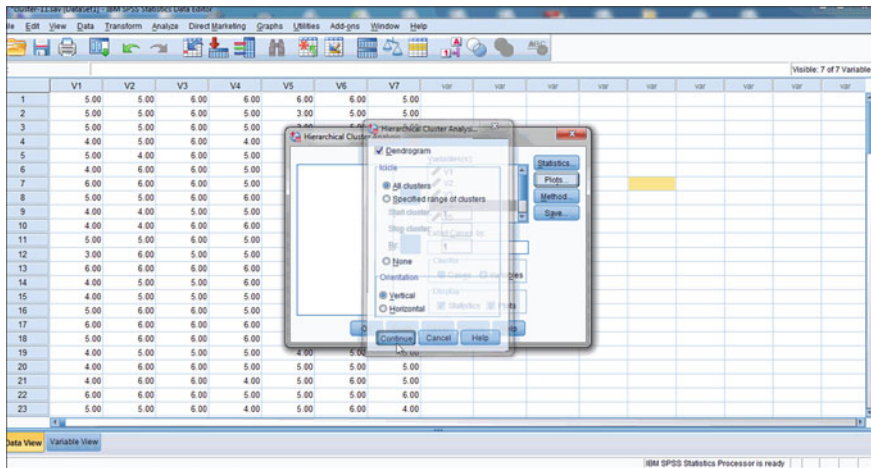 cluster-11.sav [DataSet1] - IBM SPSS Statistics Data Editor
Edit View Data Transform Analyze Direct Marketing Graphs Utilities Add-ons Window Help
Visible: 7 of 7 Variable
V1 V2 V3 V4 V5 V6 V7 var var var var var var var
1 5.00 5.00 6.00 6.00 6.00 6.00 5.00
2 5.00 5.00 6.00 5.00 3.00 5.00 5.00
3 5.00 5.00 6.00 4.00
4 4.00 5.00 6.00 4.00
5 5.00 4.00 6.00 5.00
6 4.00 6.00 5.00 6.00
7 6.00 6.00 5.00 6.00
8 5.00 5.00 6.00 6.00
9 4.00 4.00 5.00 5.00
10 4.00 4.00 6.00 6.00
11 5.00 5.00 5.00 6.00
12 3.00 6.00 5.00 5.00
13 6.00 6.00 6.00 6.00
14 4.00 5.00 5.00 6.00
15 4.00 5.00 5.00 5.00
16 5.00 6.00 6.00 5.00
17 6.00 6.00 6.00 6.00
18 5.00 6.00 5.00 6.00
19 4.00 5.00 5.00 5.00 4.00 5.00
20 4.00 6.00 6.00 5.00 5.00 6.00 6.00
21 4.00 6.00 6.00 4.00 6.00 6.00 5.00
22 6.00 6.00 6.00 5.00 5.00 5.00 6.00
23 5.00 5.00 6.00 4.00 5.00 6.00 4.00
Hierarchical Cluster Analysis
Statistics...
Plots...
Method...
Save...
Hierarchical Cluster Analysi...
Dendrogram
Icicle
All clusters
Specified range of clusters
Start cluster: 1
Stop cluster:
By: 1
None
Orientation
Vertical
Horizontal
Continue Cancel Help
Data View Variable View
IBM SPSS Statistics Processor is ready